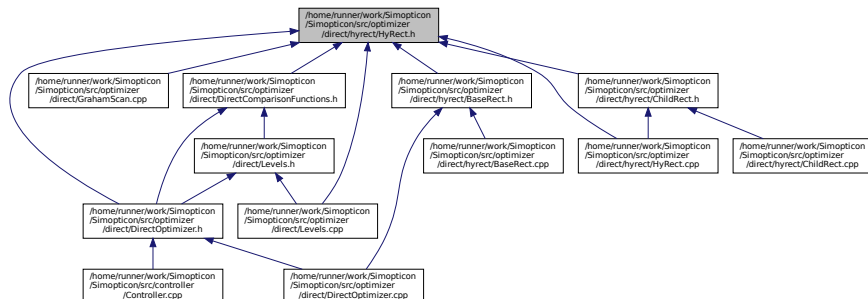 /home/runner/work/Simopticon
/Simopticon/src/optimizer
/direct/hyrect/HyRect.h
/home/runner/work/Simopticon
/Simopticon/src/optimizer
/direct/GrahamScan.cpp
/home/runner/work/Simopticon
/Simopticon/src/optimizer
/direct/DirectComparisonFunctions.h
/home/runner/work/Simopticon
/Simopticon/src/optimizer
/direct/hyrect/BaseRect.h
/home/runner/work/Simopticon
/Simopticon/src/optimizer
/direct/hyrect/ChildRect.h
/home/runner/work/Simopticon
/Simopticon/src/optimizer
/direct/Levels.h
/home/runner/work/Simopticon
/Simopticon/src/optimizer
/direct/hyrect/BaseRect.cpp
/home/runner/work/Simopticon
/Simopticon/src/optimizer
/direct/hyrect/HyRect.cpp
/home/runner/work/Simopticon
/Simopticon/src/optimizer
/direct/hyrect/ChildRect.cpp
/home/runner/work/Simopticon
/Simopticon/src/optimizer
/direct/DirectOptimizer.h
/home/runner/work/Simopticon
/Simopticon/src/optimizer
/direct/Levels.cpp
/home/runner/work/Simopticon
/Simopticon/src/controller
/Controller.cpp
/home/runner/work/Simopticon
/Simopticon/src/optimizer
/direct/DirectOptimizer.cpp